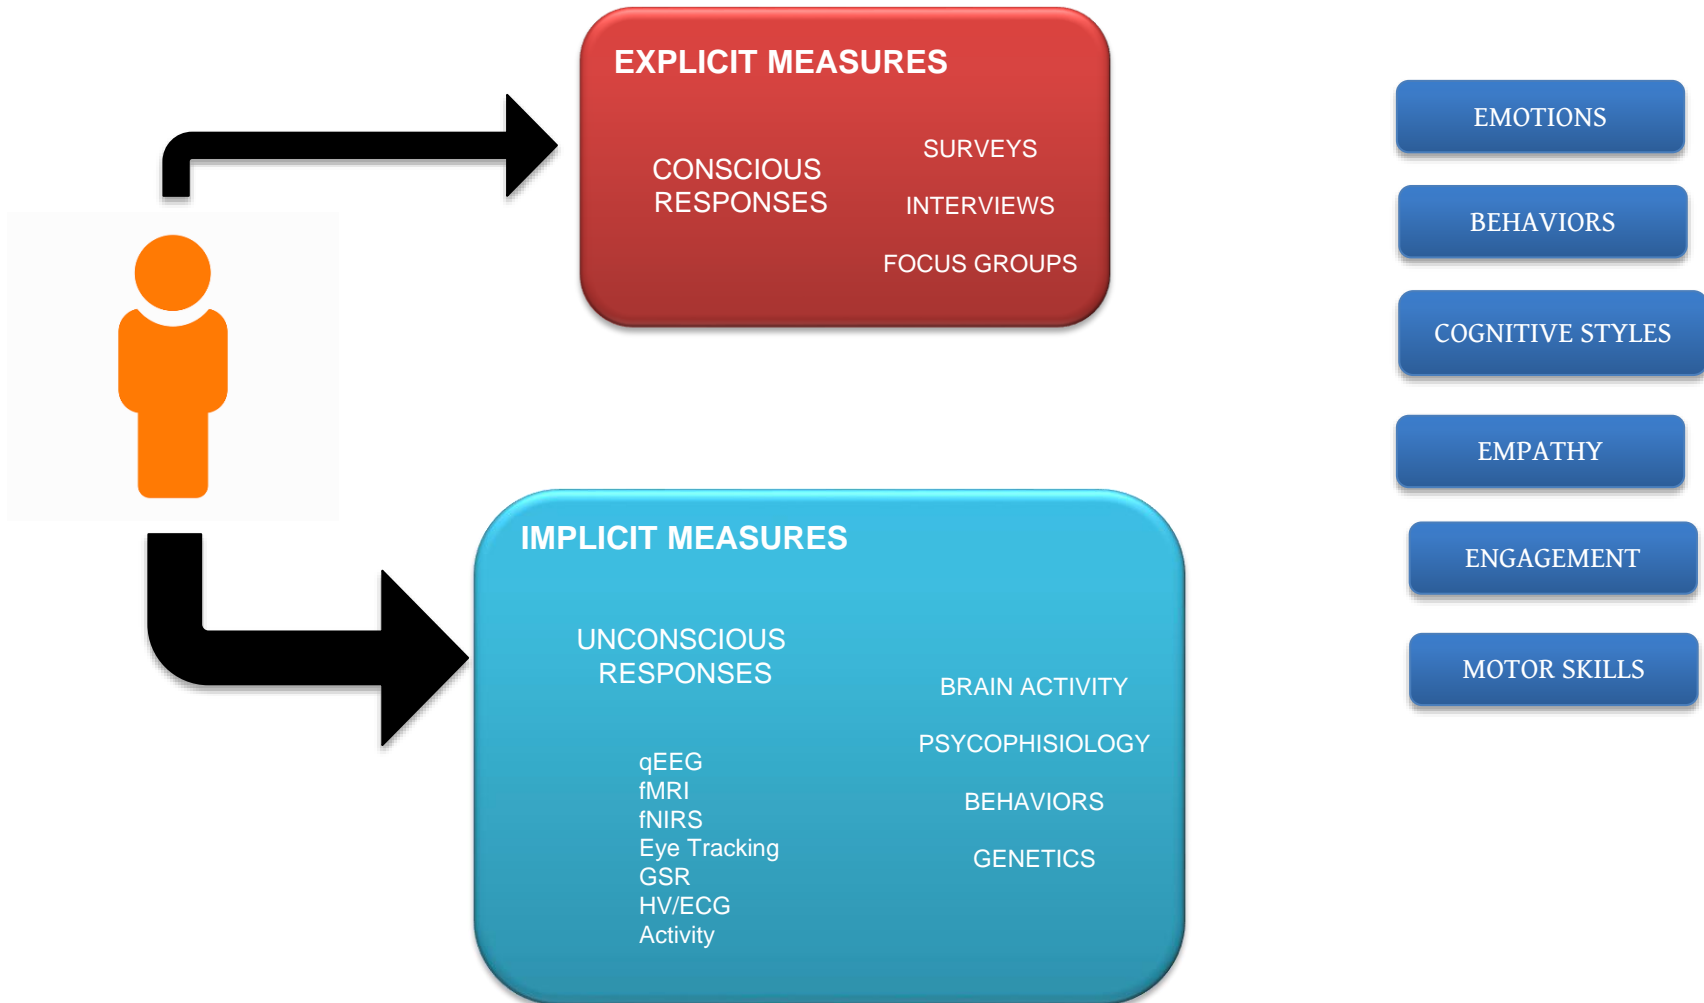 EXPLICIT MEASURES
CONSCIOUS
RESPONSES
SURVEYS
INTERVIEWS
FOCUS GROUPS
IMPLICIT MEASURES
UNCONSCIOUS
RESPONSES
qEEG
fMRI
fNIRS
Eye Tracking
GSR
HV/ECG
Activity
BRAIN ACTIVITY
PSYCOPHISIOLOGY
BEHAVIORS
GENETICS
EMOTIONS
BEHAVIORS
COGNITIVE STYLES
EMPATHY
ENGAGEMENT
MOTOR SKILLS